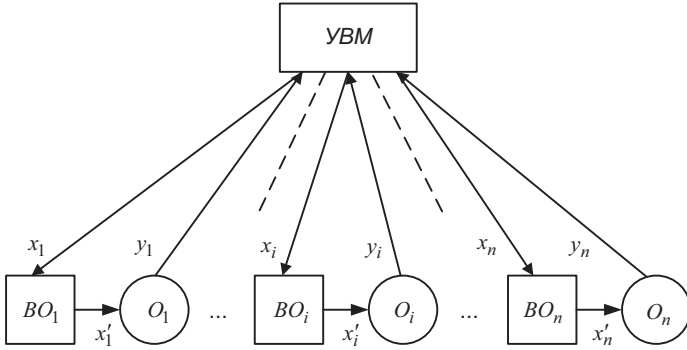 УВМ
x₁ y₁ xᵢ yᵢ xₙ yₙ
BO₁ O₁ ... BOᵢ Oᵢ ... BOₙ Oₙ
x′₁ x′ᵢ x′ₙ